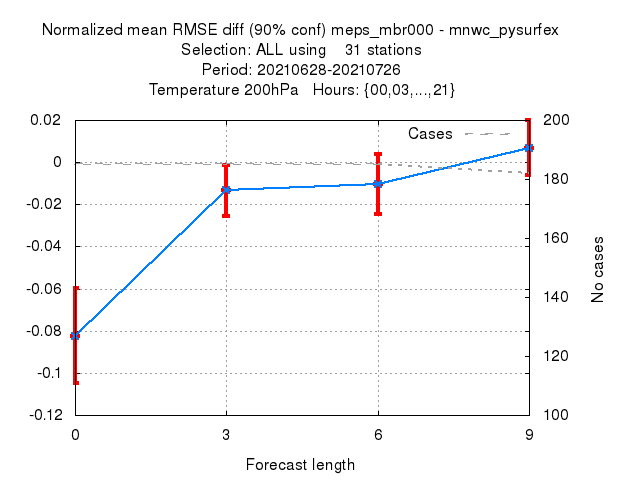 Normalized mean RMSE diff (90% conf) meps_mbr000 - mnwc_pysurfex
Selection: ALL using 31 stations
Period: 20210628-20210726
Temperature 200hPa Hours: {00,03,...,21}
0.02
0
-0.02
-0.04
-0.06
-0.08
-0.1
-0.12
Cases
200
180
160
140
120
100
No cases
0 3 6 9
Forecast length